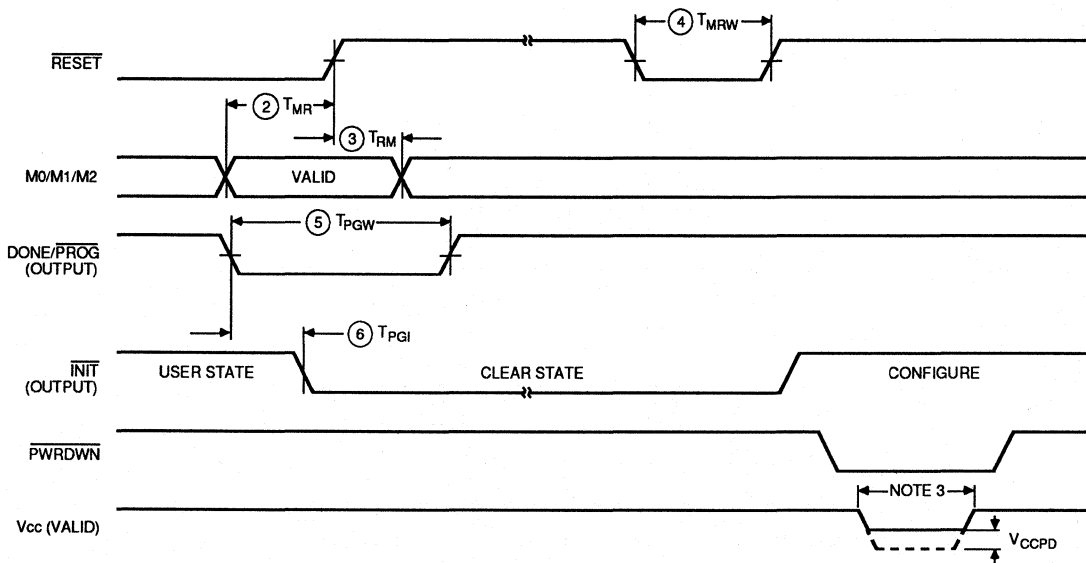 ④ TMRW
RESET
② TMR
③ TRM
M0/M1/M2
VALID
⑤ TPGW
DONE/PROG
(OUTPUT)
⑥ TPGI
INIT
(OUTPUT)
USER STATE
CLEAR STATE
CONFIGURE
PWRDWN
NOTE 3
Vcc (VALID)
VCCPD